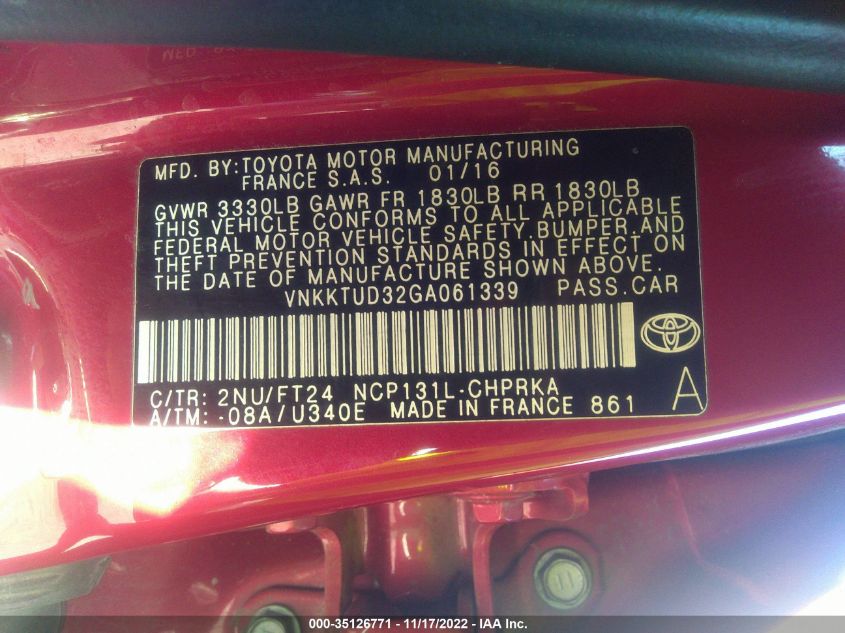 MFD. BY:TOYOTA MOTOR MANUFACTURING
FRANCE S.A.S. 01/16
GVWR 3330LB GAWR FR 1830LB RR 1830LB
THIS VEHICLE CONFORMS TO ALL APPLICABLE
FEDERAL MOTOR VEHICLE SAFETY,BUMPER,AND
THEFT PREVENTION STANDARDS IN EFFECT ON
THE DATE OF MANUFACTURE SHOWN ABOVE.
VNKKTUD32GA061339 PASS.CAR
C/TR: 2NU/FT24 NCP131L-CHPRKA
A/TM: -08A/U340E MADE IN FRANCE 861 A
000-35126771 - 11/17/2022 - IAA Inc.